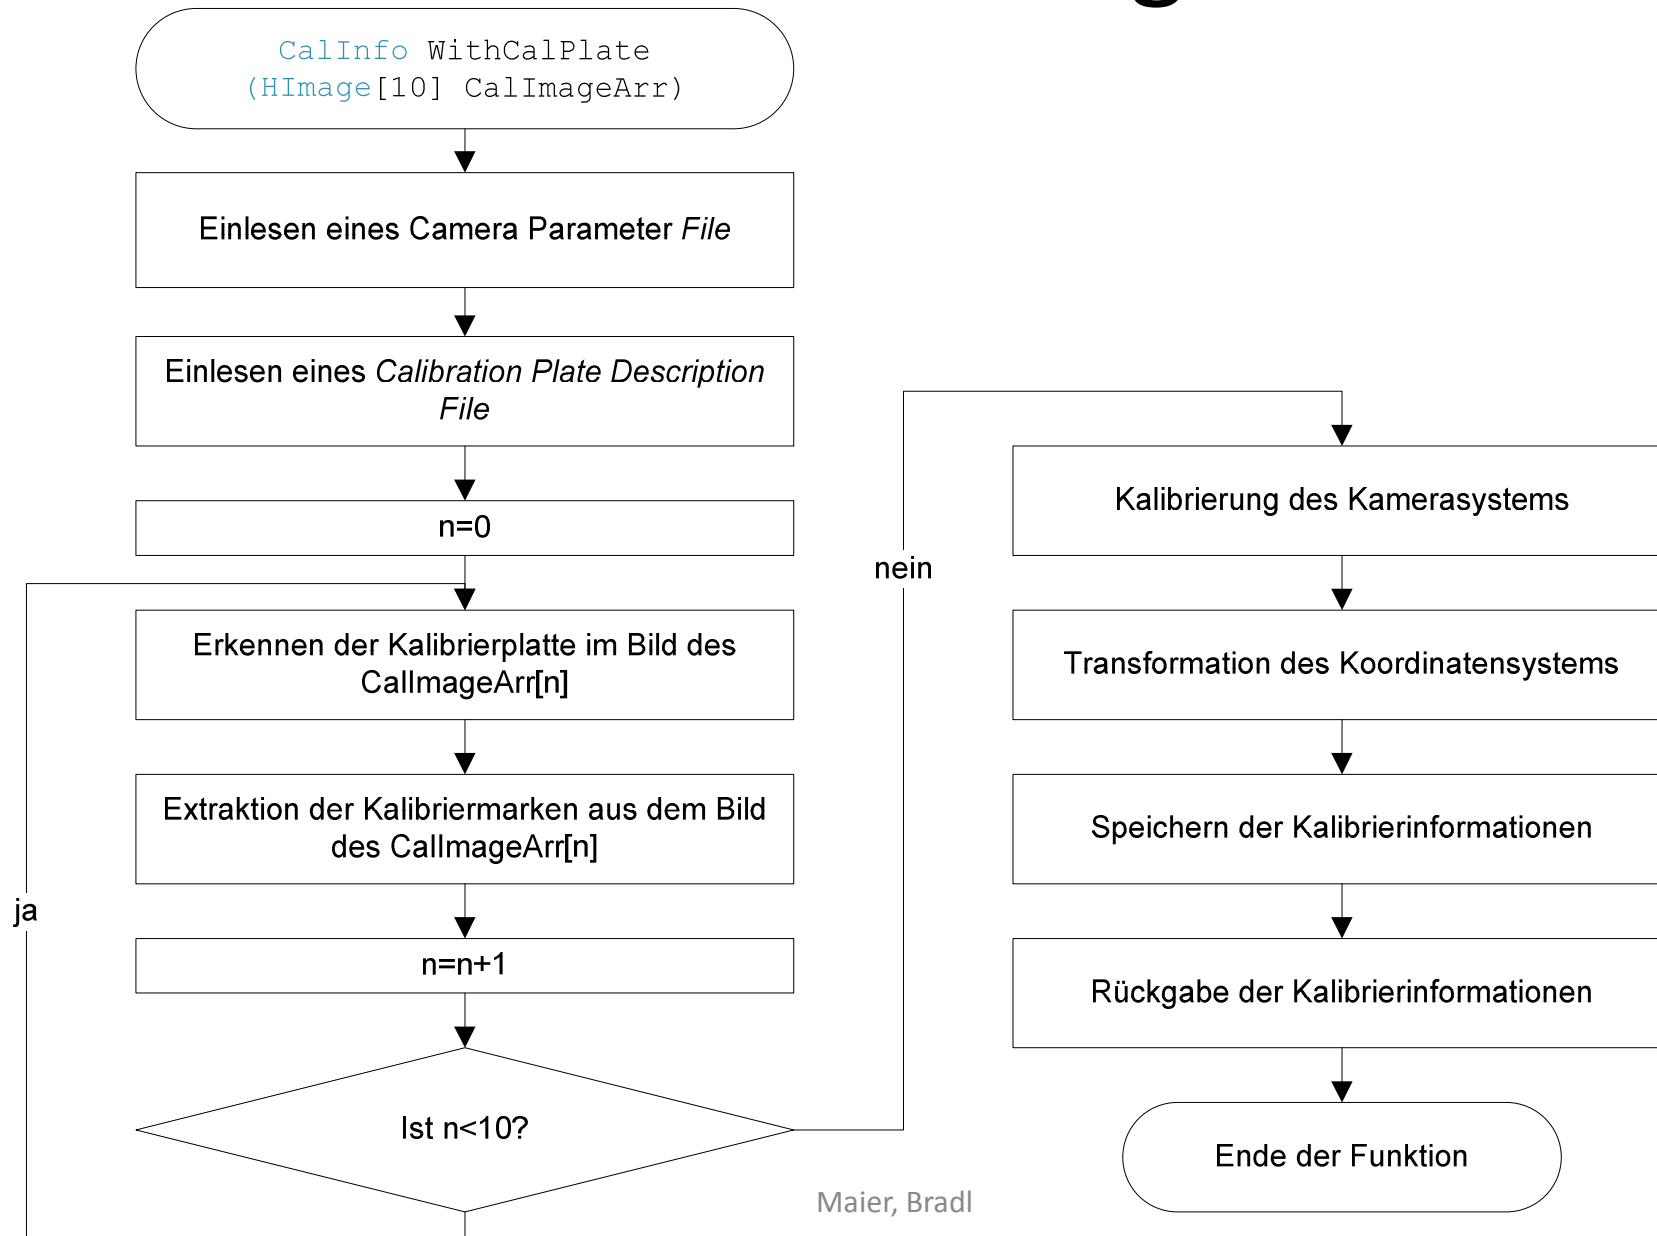 CalInfo WithCalPlate
(HImage[10] CalImageArr)
Einlesen eines Camera Parameter File
Einlesen eines Calibration Plate Description
File
n=0
Erkennen der Kalibrierplatte im Bild des
CalImageArr[n]
Extraktion der Kalibriermarken aus dem Bild
des CalImageArr[n]
n=n+1
Ist n<10?
ja
nein
Kalibrierung des Kamerasystems
Transformation des Koordinatensystems
Speichern der Kalibrierinformationen
Rückgabe der Kalibrierinformationen
Ende der Funktion
Maier, Bradl